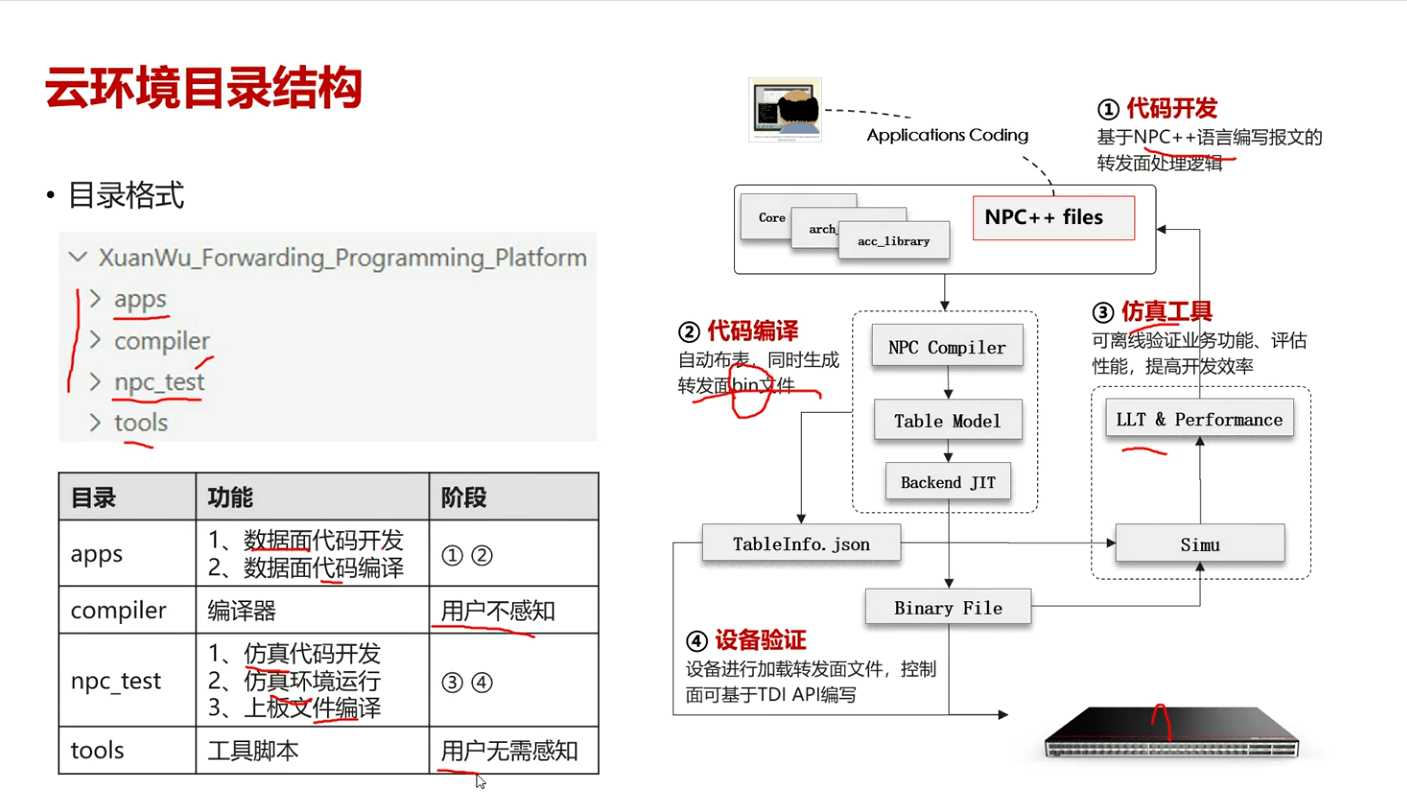 云环境目录结构
• 目录格式
XuanWu_Forwarding_Programming_Platform
apps
compiler
npc_test
tools
目录 功能 阶段
apps
1、数据面代码开发
2、数据面代码编译
① ②
compiler 编译器 用户不感知
npc_test
1、仿真代码开发
2、仿真环境运行
3、上板文件编译
③ ④
tools 工具脚本 用户无需感知
Applications Coding
① 代码开发
基于NPC++语言编写报文的
转发面处理逻辑
Core
arch_
acc_library
NPC++ files
② 代码编译
自动布表，同时生成
转发面bin文件
NPC Compiler
Table Model
Backend JIT
③ 仿真工具
可离线验证业务功能、评估
性能，提高开发效率
LLT & Performance
Simu
TableInfo.json
Binary File
④ 设备验证
设备进行加载转发面文件，控制
面可基于TDI API编写